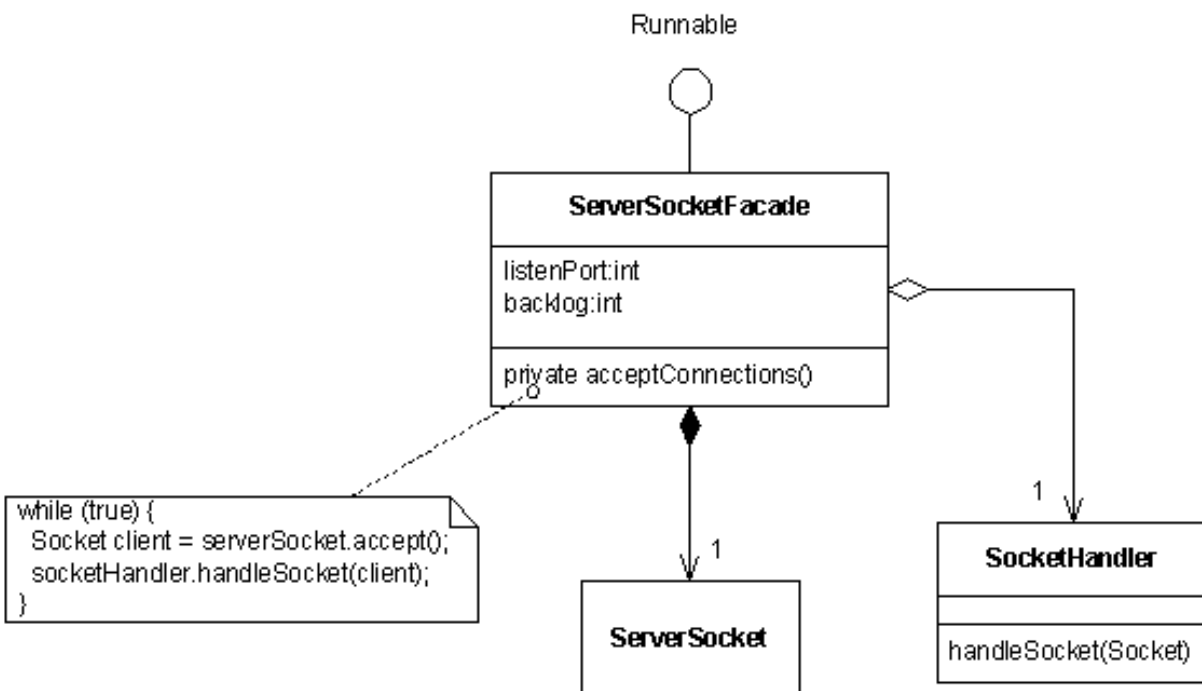 Runnable
ServerSocketFacade
listenPort:int
backlog:int
private acceptConnections()
while (true) {
Socket client = serverSocket.accept();
socketHandler.handleSocket(client);
}
1
ServerSocket
1
SocketHandler
handleSocket(Socket)